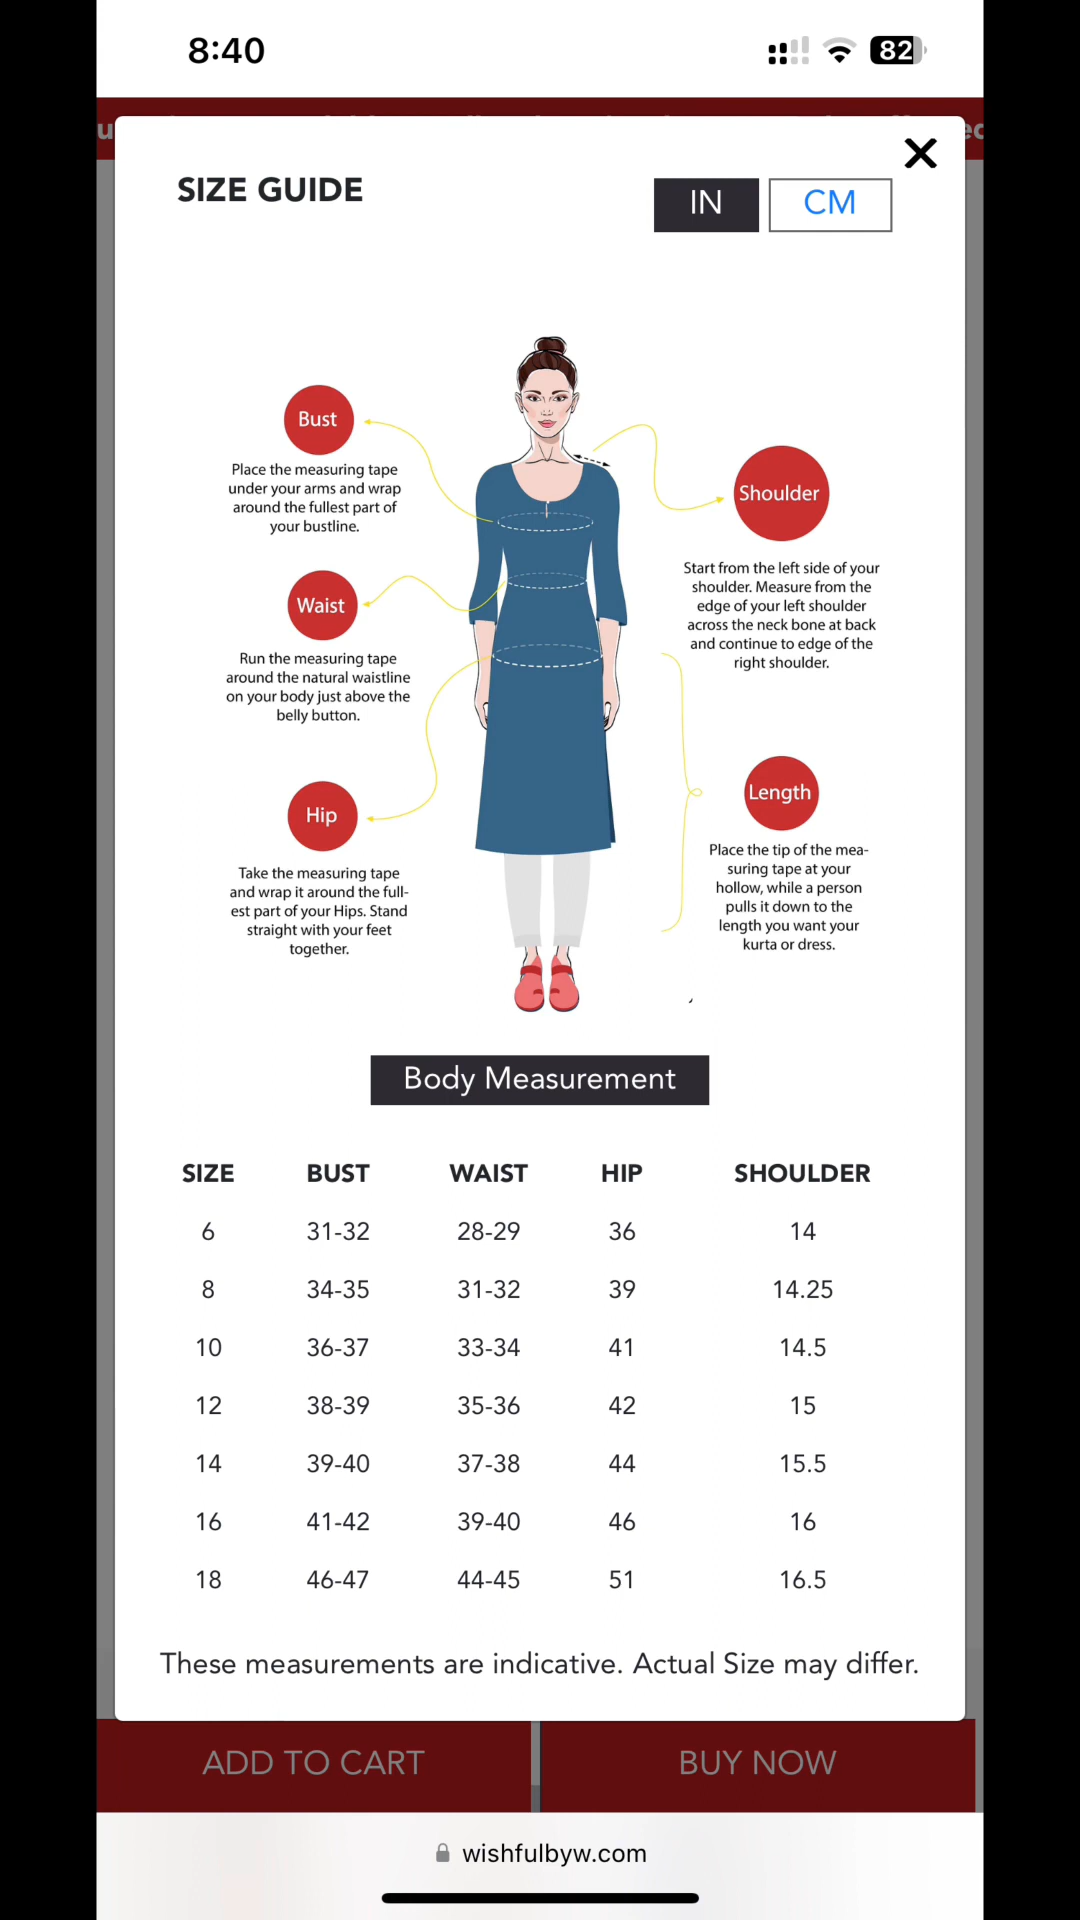 8:40
82
SIZE GUIDE
IN
CM
Bust
Place the measuring tape
under your arms and wrap
around the fullest part of
your bustline.
Shoulder
Start from the left side of your
shoulder. Measure from the
edge of your left shoulder
across the neck bone at back
and continue to edge of the
right shoulder.
Waist
Run the measuring tape
around the natural waistline
on your body just above the
belly button.
Length
Place the tip of the mea-
suring tape at your
hollow, while a person
pulls it down to the
length you want your
kurta or dress.
Hip
Take the measuring tape
and wrap it around the full-
est part of your Hips. Stand
straight with your feet
together.
Body Measurement
SIZE BUST WAIST HIP SHOULDER
6 31-32 28-29 36 14
8 34-35 31-32 39 14.25
10 36-37 33-34 41 14.5
12 38-39 35-36 42 15
14 39-40 37-38 44 15.5
16 41-42 39-40 46 16
18 46-47 44-45 51 16.5
These measurements are indicative. Actual Size may differ.
ADD TO CART
BUY NOW
wishfulbyw.com